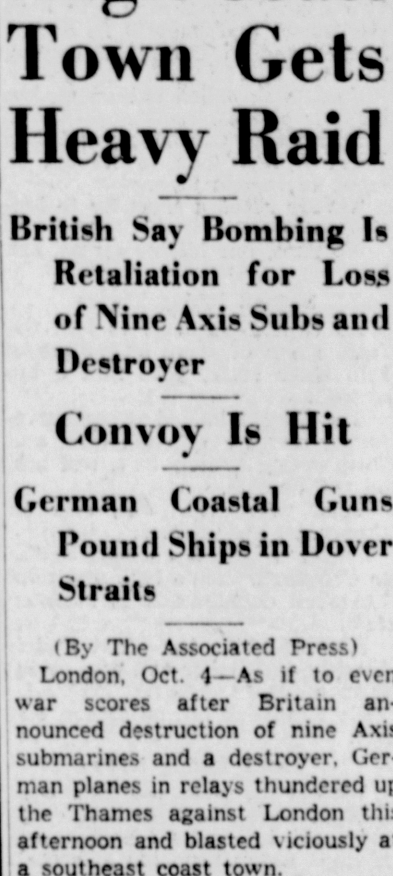 Town Gets
Heavy Raid
British Say Bombing Is
Retaliation for Loss
of Nine Axis Subs and
Destroyer
Convoy Is Hit
German Coastal Guns
Pound Ships in Dover
Straits
(By The Associated Press)
London, Oct. 4—As if to even
war scores after Britain an-
nounced destruction of nine Axis
submarines and a destroyer, Ger-
man planes in relays thundered up
the Thames against London this
afternoon and blasted viciously at
a southeast coast town.